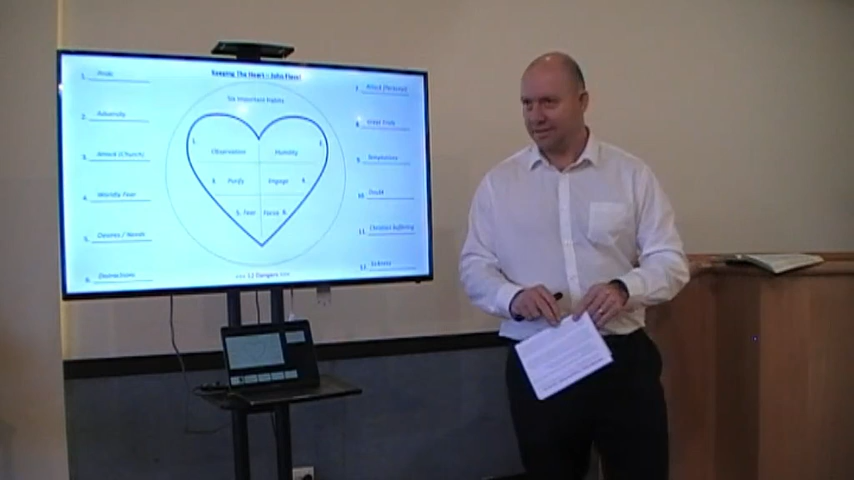 Keeping The Heart – John Flavel
Six Important Habits
1. Pride
2. Adversity
3. Attack (Church)
4. Worldly Fear
5. Desires / Needs
6. Distractions
1. Observation
2. Humility
3. Purify
Engage 4.
5. Fear
Focus 6.
7. Attack (Personal)
8. Great Trials
9. Temptations
10. Doubt
11. Christian Suffering
12. Sickness
12 Dangers